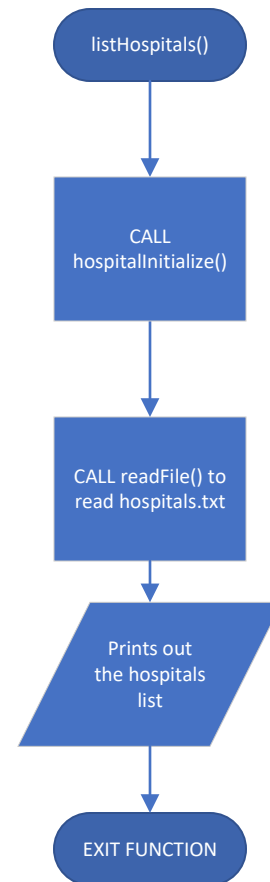 listHospitals()
CALL
hospitalInitialize()
CALL readFile() to
read hospitals.txt
Prints out
the hospitals
list
EXIT FUNCTION